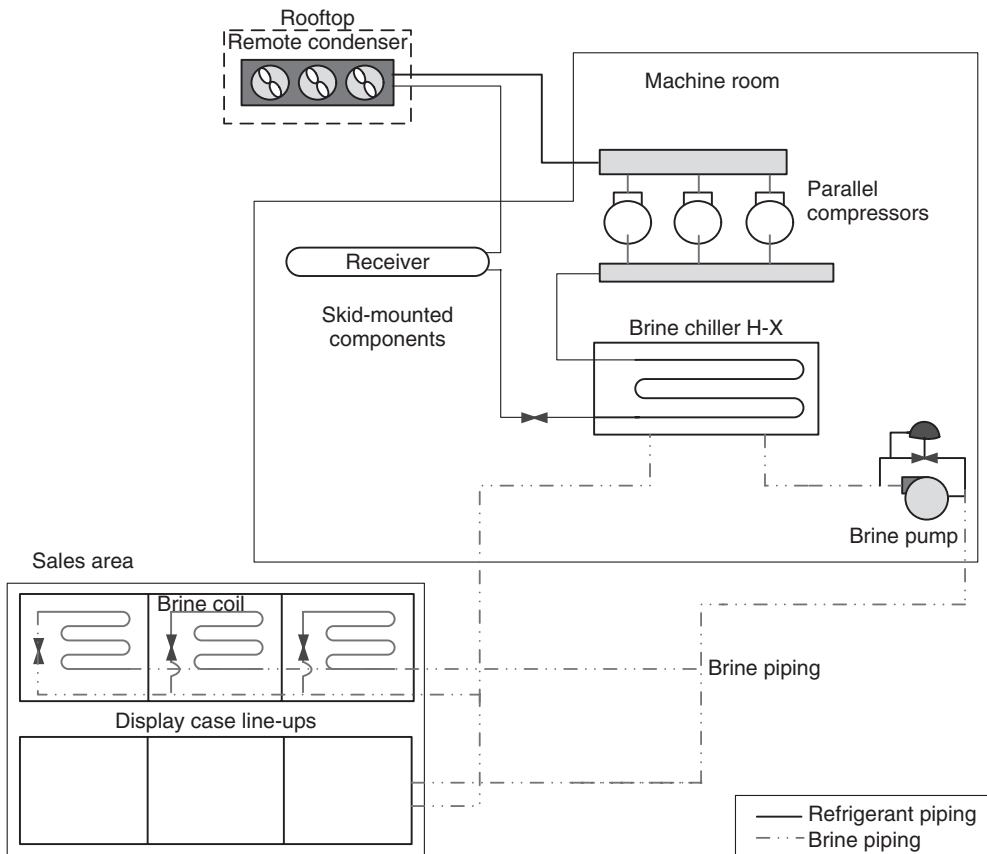 Rooftop
Remote condenser
Machine room
Parallel
compressors
Receiver
Skid-mounted
components
Brine chiller H-X
Brine pump
Sales area
Brine coil
Brine piping
Display case line-ups
Refrigerant piping
Brine piping